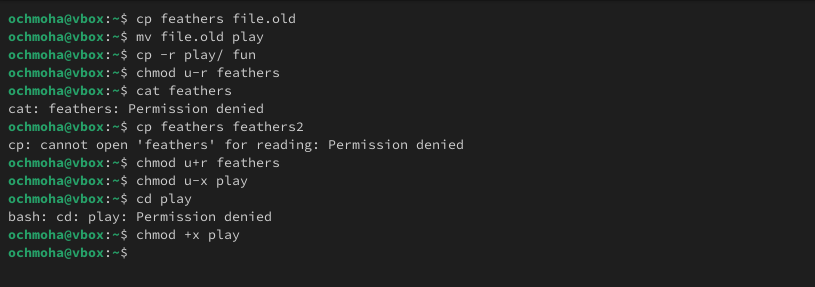 ochmoha@vbox:~$ cp feathers file.old
ochmoha@vbox:~$ mv file.old play
ochmoha@vbox:~$ cp -r play/ fun
ochmoha@vbox:~$ chmod u-r feathers
ochmoha@vbox:~$ cat feathers
cat: feathers: Permission denied
ochmoha@vbox:~$ cp feathers feathers2
cp: cannot open 'feathers' for reading: Permission denied
ochmoha@vbox:~$ chmod u+r feathers
ochmoha@vbox:~$ chmod u-x play
ochmoha@vbox:~$ cd play
bash: cd: play: Permission denied
ochmoha@vbox:~$ chmod +x play
ochmoha@vbox:~$